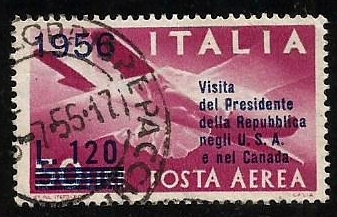 1956 ITALIA
Visita
del Presidente
della Repubblica
negli U.S.A.
e nel Canada
L. 120
POSTA AEREA